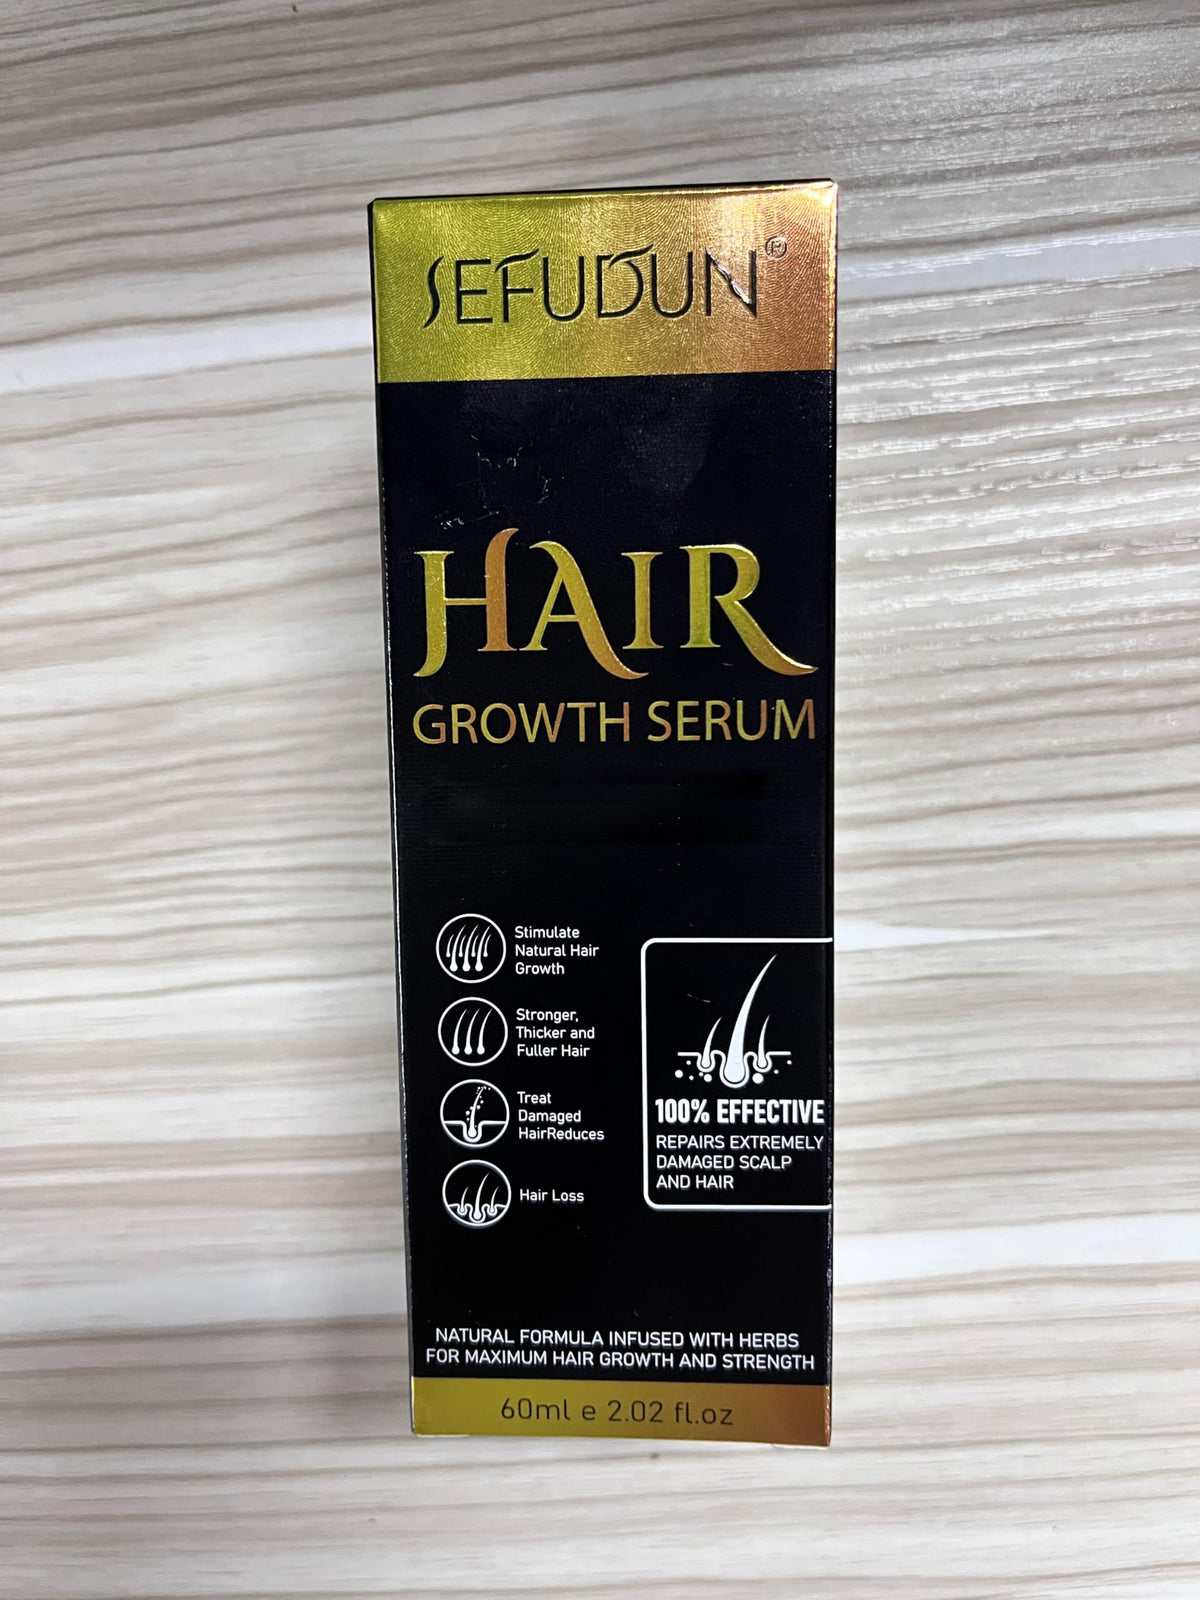 SEFUDUN®
HAIR
GROWTH SERUM
Stimulate
Natural Hair
Growth
Stronger,
Thicker and
Fuller Hair
Treat
Damaged
HairReduces
Hair Loss
100% EFFECTIVE
REPAIRS EXTREMELY
DAMAGED SCALP
AND HAIR
NATURAL FORMULA INFUSED WITH HERBS
FOR MAXIMUM HAIR GROWTH AND STRENGTH
60ml e 2.02 fl.oz